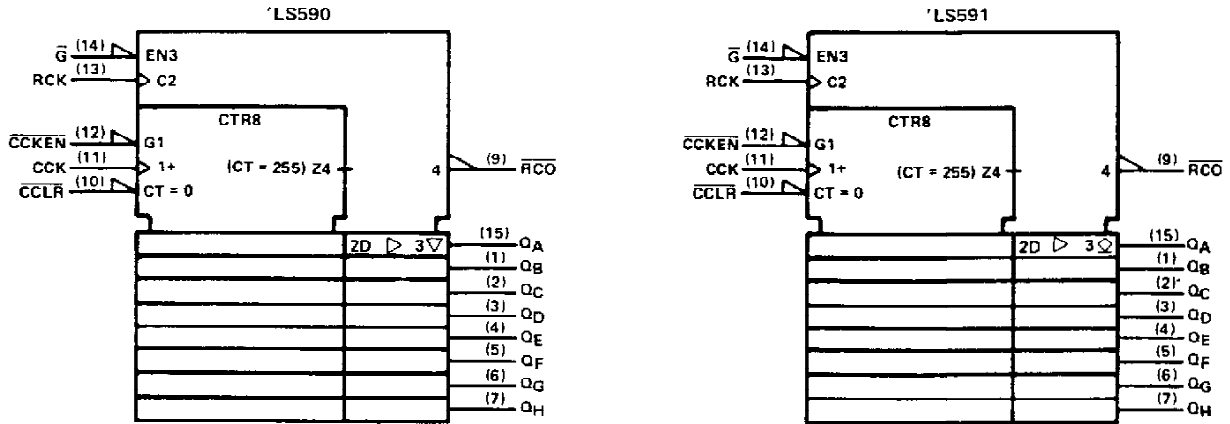 'LS590
G̅ (14) EN3
RCK (13) C2
CTR8
C̅C̅K̅E̅N̅ (12) G1
CCK (11) 1+ (CT = 255) Z4 4 (9) R̅C̅O̅
C̅C̅L̅R̅ (10) CT = 0
2D ▷ 3▽ (15) QA
(1) QB
(2) QC
(3) QD
(4) QE
(5) QF
(6) QG
(7) QH
'LS591
G̅ (14) EN3
RCK (13) C2
CTR8
C̅C̅K̅E̅N̅ (12) G1
CCK (11) 1+ (CT = 255) Z4 4 (9) R̅C̅O̅
C̅C̅L̅R̅ (10) CT = 0
2D ▷ 3◇ (15) QA
(1) QB
(2) QC
(3) QD
(4) QE
(5) QF
(6) QG
(7) QH